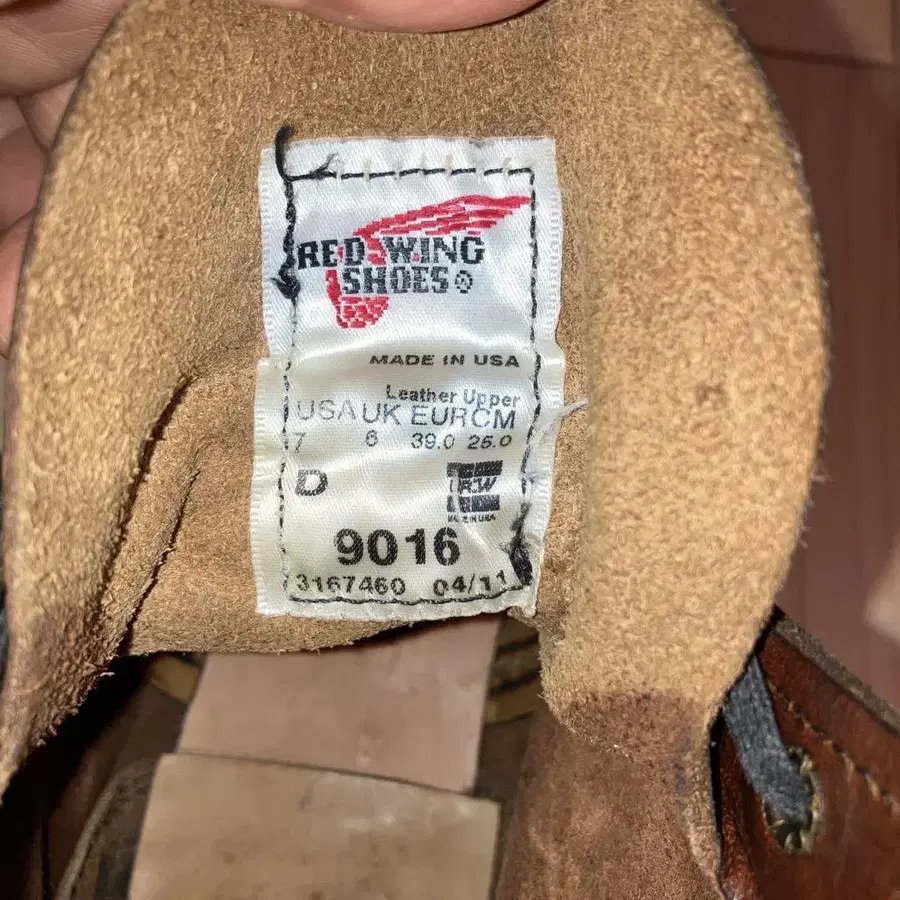 RED WING
SHOES®
MADE IN USA
Leather Upper
USA UK EUR CM
7 6 39.0 25.0
D
9016
3167460 04/11